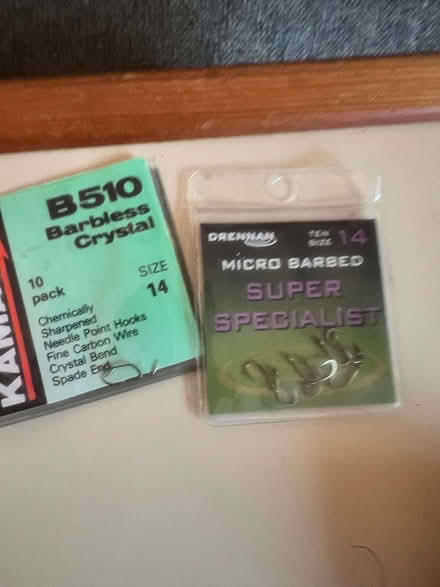 B510
Barbless
Crystal
10
pack
SIZE
14
Chemically
Sharpened
Needle Point Hooks
Fine Carbon Wire
Crystal Bend
Spade End
DRENNAN
TEN
SIZE 14
MICRO BARBED
SUPER
SPECIALIST